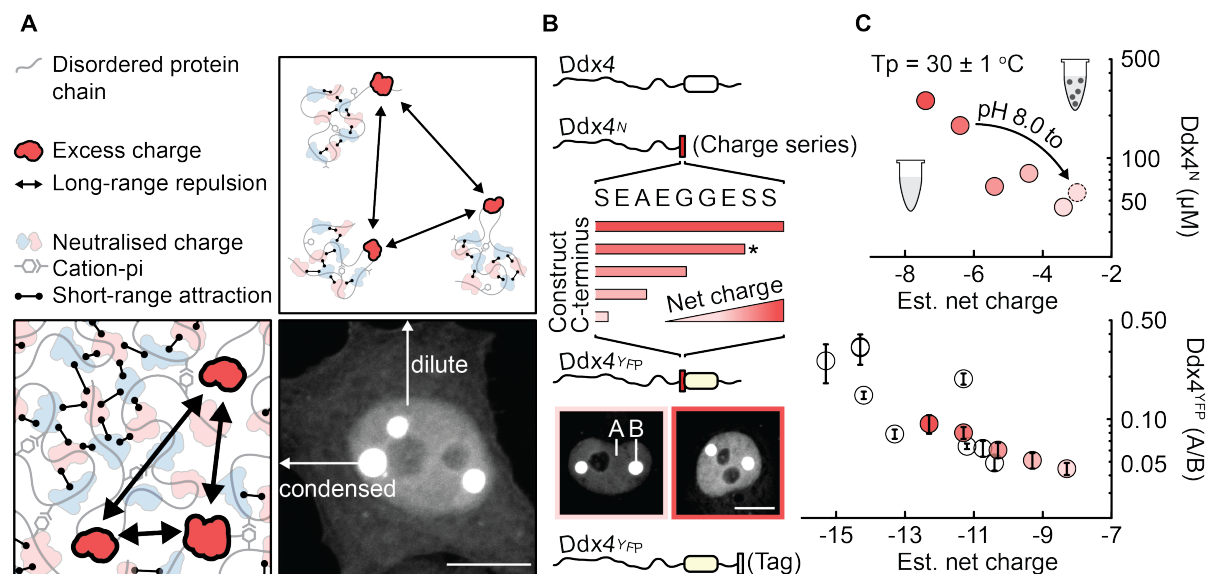 A
Disordered protein
chain
Excess charge
Long-range repulsion
Neutralised charge
Cation-pi
Short-range attraction
dilute
condensed
B
Ddx4
Ddx4N
(Charge series)
S E A E G G E S S
Construct
C-terminus
*
Net charge
Ddx4YFP
A B
Ddx4YFP
(Tag)
C
Tp = 30 ± 1 °C
pH 8.0 to
500
100
50
Ddx4N (µM)
-8 -6 -4 -2
Est. net charge
0.50
0.10
0.05
Ddx4YFP (A/B)
-15 -13 -11 -9 -7
Est. net charge